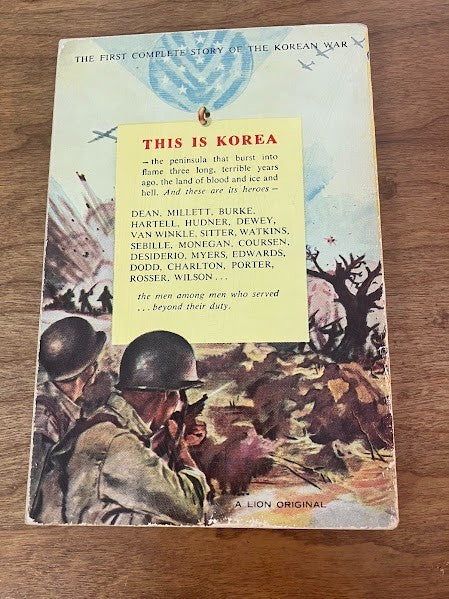 THE FIRST COMPLETE STORY OF THE KOREAN WAR
THIS IS KOREA
—the peninsula that burst into
flame three long, terrible years
ago, the land of blood and ice and
hell. And these are its heroes—
DEAN, MILLETT, BURKE,
HARTELL, HUDNER, DEWEY,
VAN WINKLE, SITTER, WATKINS,
SEBILLE, MONEGAN, COURSEN,
DESIDERIO, MYERS, EDWARDS,
DODD, CHARLTON, PORTER,
ROSSER, WILSON...
the men among men who served
...beyond their duty.
A LION ORIGINAL